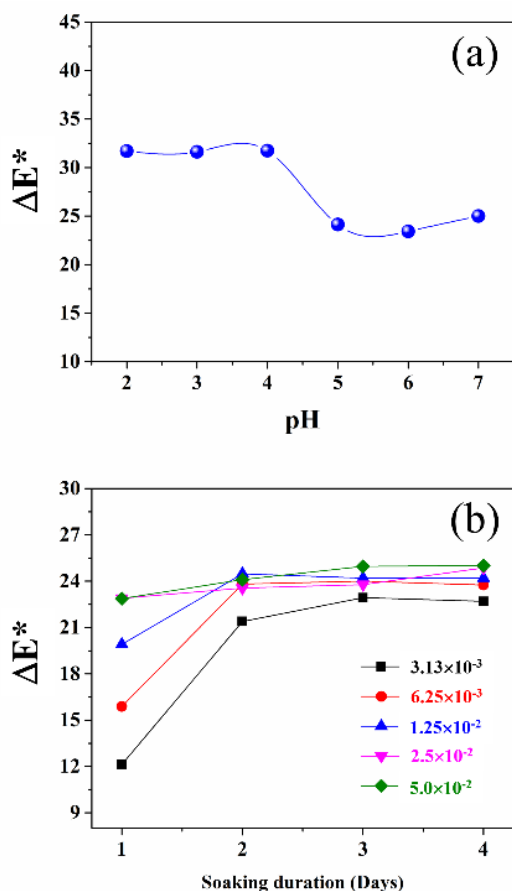 (a)
45
40
35
30
25
20
15
10
ΔE*
2 3 4 5 6 7
pH
(b)
30
27
24
21
18
15
12
9
ΔE*
3.13×10⁻³
6.25×10⁻³
1.25×10⁻²
2.5×10⁻²
5.0×10⁻²
1 2 3 4
Soaking duration (Days)